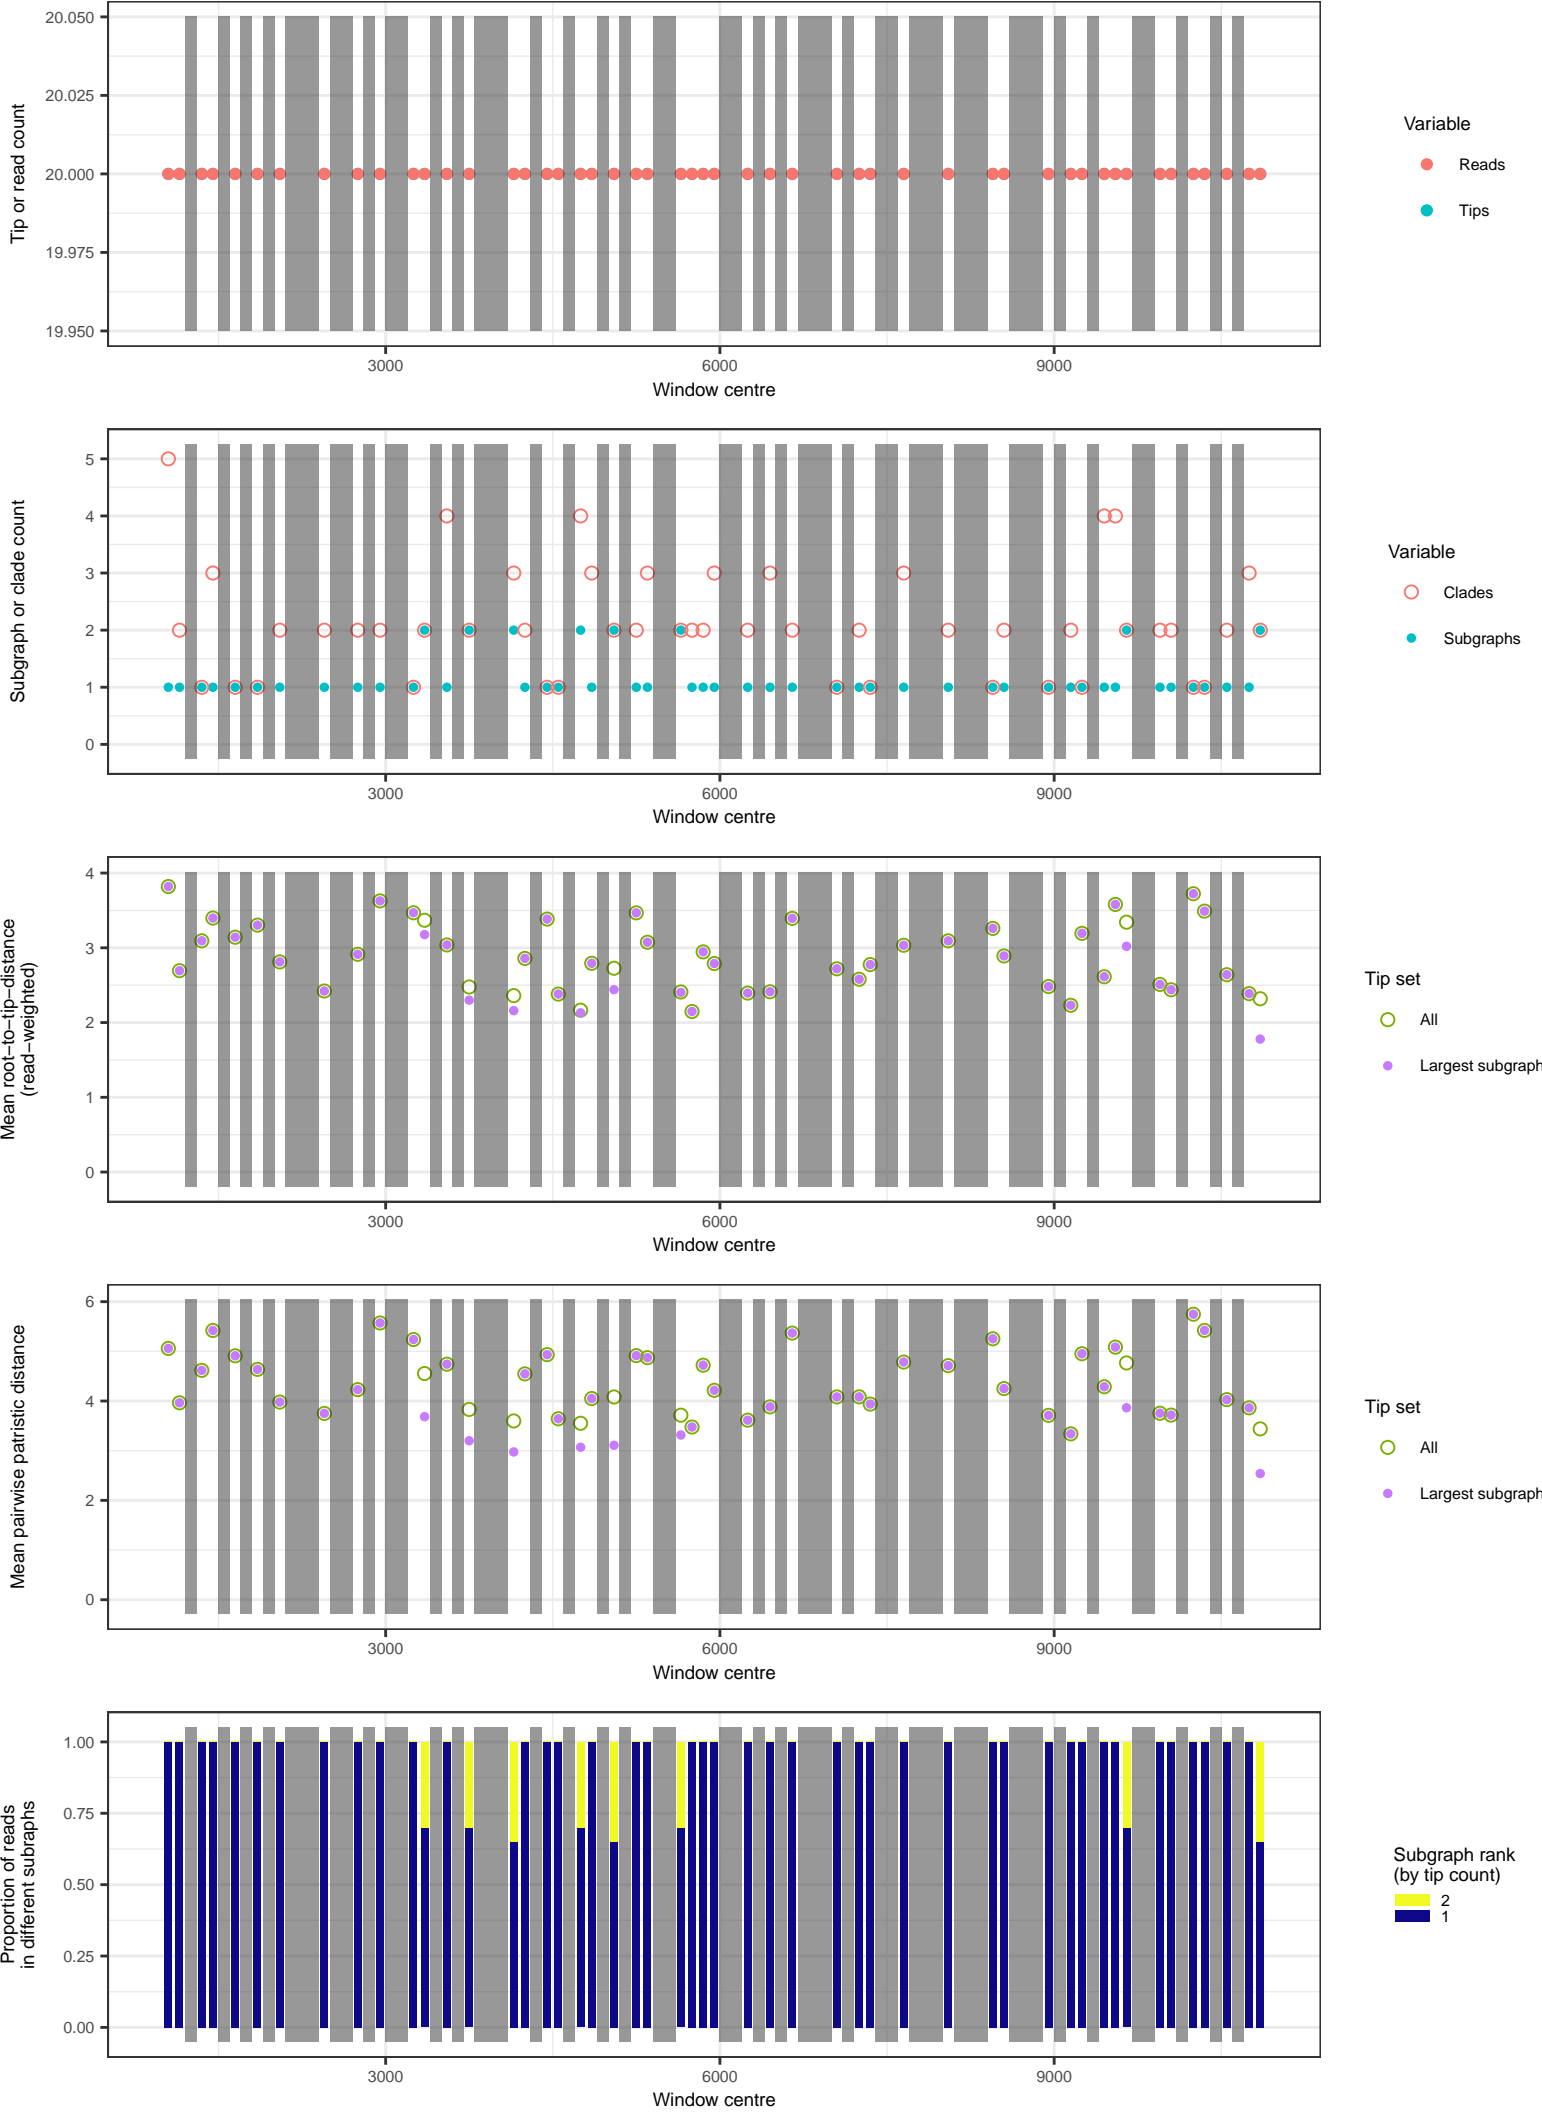 20.050
20.025
20.000
19.975
19.950
Tip or read count
3000
6000
9000
Window centre
Variable
Reads
Tips
5
4
3
2
1
0
Subgraph or clade count
3000
6000
9000
Window centre
Variable
Clades
Subgraphs
4
3
2
1
0
Mean root−to−tip−distance
(read−weighted)
3000
6000
9000
Window centre
Tip set
All
Largest subgraph
6
4
2
0
Mean pairwise patristic distance
3000
6000
9000
Window centre
Tip set
All
Largest subgraph
1.00
0.75
0.50
0.25
0.00
Proportion of reads
in different subraphs
3000
6000
9000
Window centre
Subgraph rank
(by tip count)
2
1